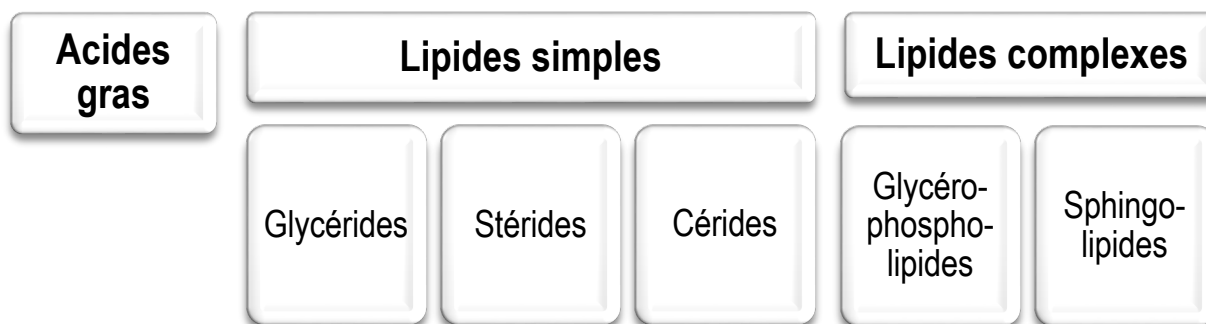 Acides
gras
Lipides simples
Lipides complexes
Glycérides
Stérides
Cérides
Glycéro-
phospho-
lipides
Sphingo-
lipides